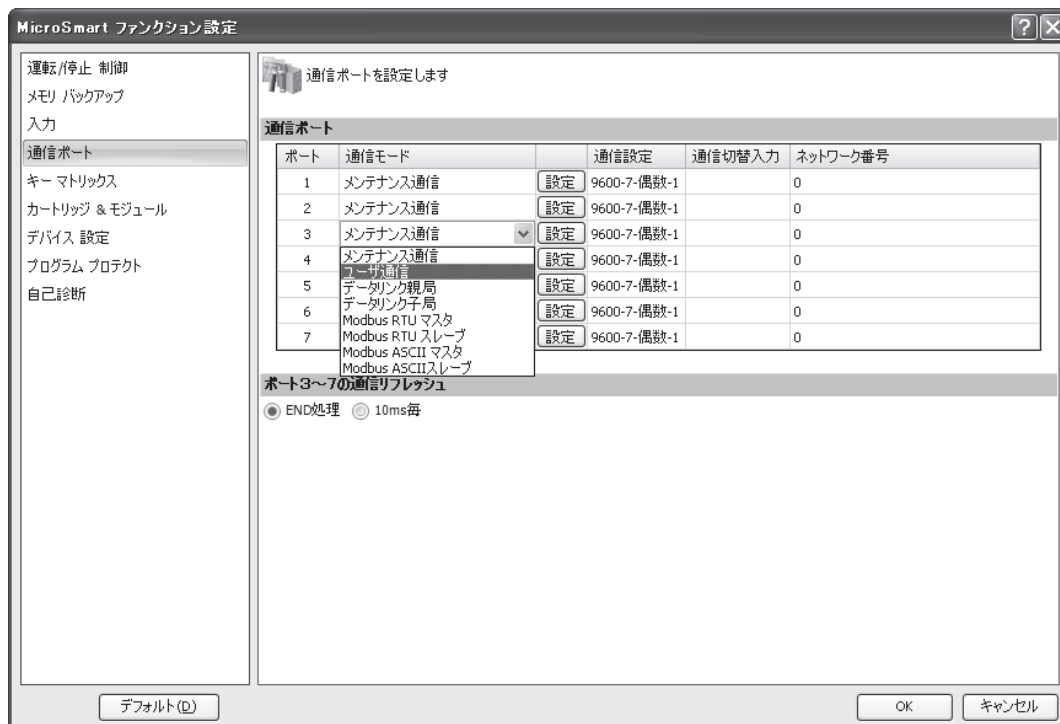 MicroSmart ファンクション設定
運転/停止 制御
メモリ バックアップ
入力
通信ポート
キー マトリックス
カートリッジ & モジュール
デバイス 設定
プログラム プロテクト
自己診断
通信ポートを設定します
通信ポート
ポート 通信モード 通信設定 通信切替入力 ネットワーク番号
1 メンテナンス通信 設定 9600-7-偶数-1 0
2 メンテナンス通信 設定 9600-7-偶数-1 0
3 メンテナンス通信 設定 9600-7-偶数-1 0
4 設定 9600-7-偶数-1 0
5 設定 9600-7-偶数-1 0
6 設定 9600-7-偶数-1 0
7 設定 9600-7-偶数-1 0
メンテナンス通信
ユーザ通信
データリンク親局
データリンク子局
Modbus RTU マスタ
Modbus RTU スレーブ
Modbus ASCII マスタ
Modbus ASCIIスレーブ
ポート3~7の通信リフレッシュ
END処理 10ms毎
デフォルト(D) OK キャンセル